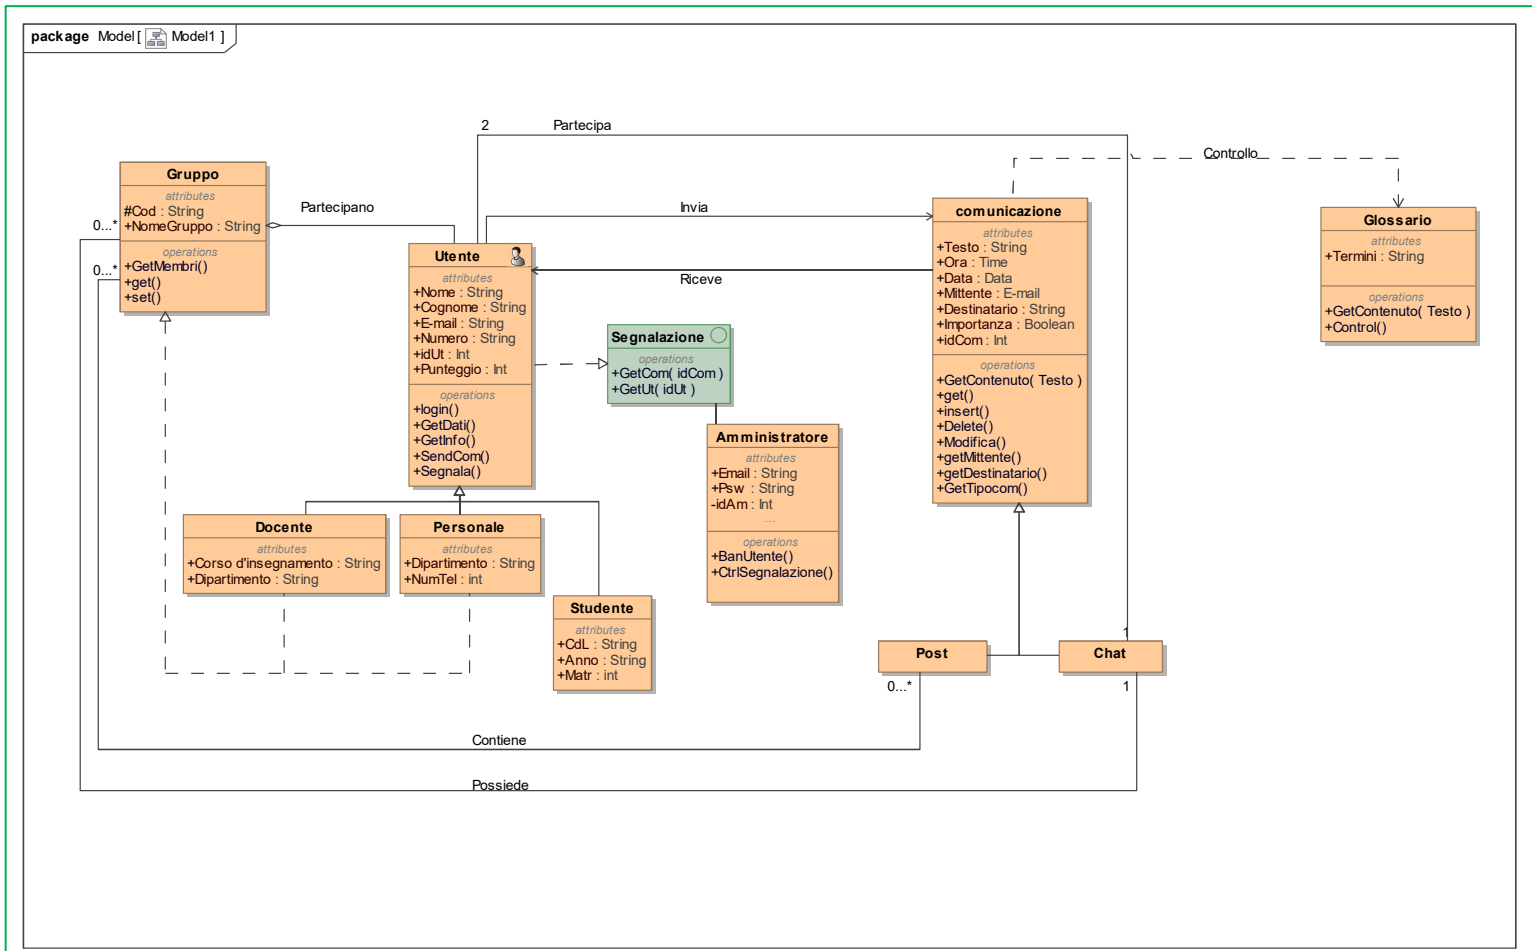 package Model [ Model1 ]
2
Partecipa
Controllo
Gruppo
attributes
#Cod : String
+NomeGruppo : String
operations
+GetMembri()
+get()
+set()
0...*
0...*
Partecipano
Invia
Riceve
Utente
attributes
+Nome : String
+Cognome : String
+E-mail : String
+Numero : String
+idUt : Int
+Punteggio : Int
operations
+login()
+GetDati()
+GetInfo()
+SendCom()
+Segnala()
comunicazione
attributes
+Testo : String
+Ora : Time
+Data : Data
+Mittente : E-mail
+Destinatario : String
+Importanza : Boolean
+idCom : Int
operations
+GetContenuto( Testo )
+get()
+insert()
+Delete()
+Modifica()
+getMittente()
+getDestinatario()
+GetTipocom()
Glossario
attributes
+Termini : String
operations
+GetContenuto( Testo )
+Control()
Segnalazione
operations
+GetCom( idCom )
+GetUt( idUt )
Amministratore
attributes
+Email : String
+Psw : String
-idAm : Int
...
operations
+BanUtente()
+CtrlSegnalazione()
Docente
attributes
+Corso d'insegnamento : String
+Dipartimento : String
Personale
attributes
+Dipartimento : String
+NumTel : int
Studente
attributes
+CdL : String
+Anno : String
+Matr : int
1
Post
Chat
0...*
1
Contiene
Possiede